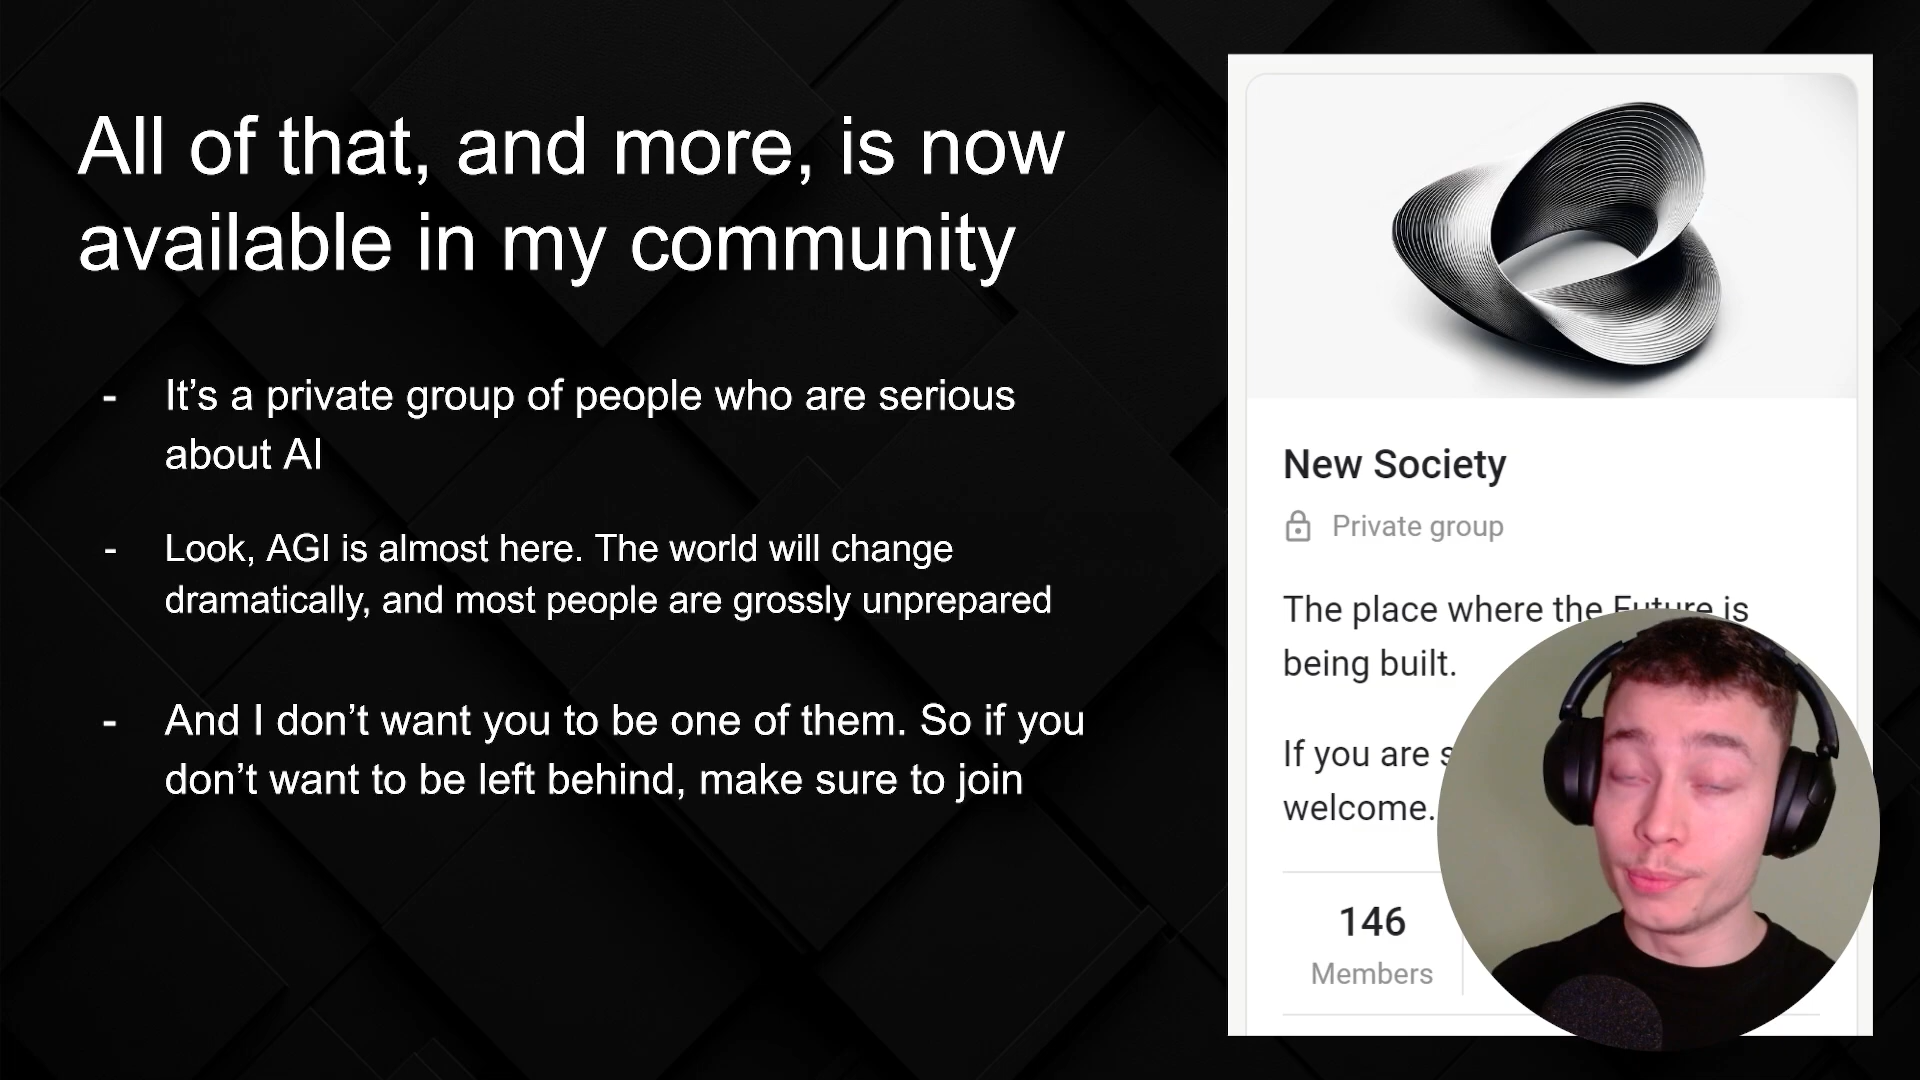 All of that, and more, is now
available in my community
- It’s a private group of people who are serious
about AI
- Look, AGI is almost here. The world will change
dramatically, and most people are grossly unprepared
- And I don’t want you to be one of them. So if you
don’t want to be left behind, make sure to join
New Society
Private group
The place where the Future is
being built.
If you are
welcome.
146
Members